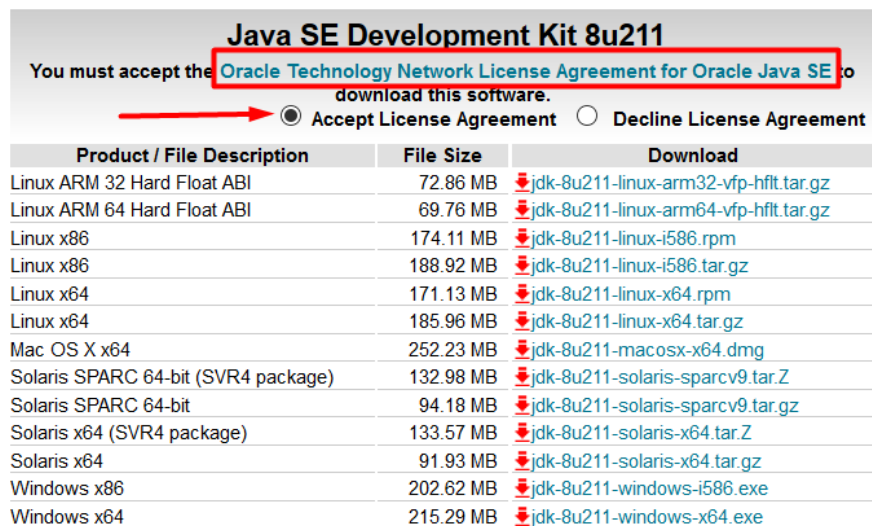 Java SE Development Kit 8u211
You must accept the Oracle Technology Network License Agreement for Oracle Java SE to
download this software.
Accept License Agreement Decline License Agreement
Product / File Description File Size Download
Linux ARM 32 Hard Float ABI 72.86 MB jdk-8u211-linux-arm32-vfp-hflt.tar.gz
Linux ARM 64 Hard Float ABI 69.76 MB jdk-8u211-linux-arm64-vfp-hflt.tar.gz
Linux x86 174.11 MB jdk-8u211-linux-i586.rpm
Linux x86 188.92 MB jdk-8u211-linux-i586.tar.gz
Linux x64 171.13 MB jdk-8u211-linux-x64.rpm
Linux x64 185.96 MB jdk-8u211-linux-x64.tar.gz
Mac OS X x64 252.23 MB jdk-8u211-macosx-x64.dmg
Solaris SPARC 64-bit (SVR4 package) 132.98 MB jdk-8u211-solaris-sparcv9.tar.Z
Solaris SPARC 64-bit 94.18 MB jdk-8u211-solaris-sparcv9.tar.gz
Solaris x64 (SVR4 package) 133.57 MB jdk-8u211-solaris-x64.tar.Z
Solaris x64 91.93 MB jdk-8u211-solaris-x64.tar.gz
Windows x86 202.62 MB jdk-8u211-windows-i586.exe
Windows x64 215.29 MB jdk-8u211-windows-x64.exe